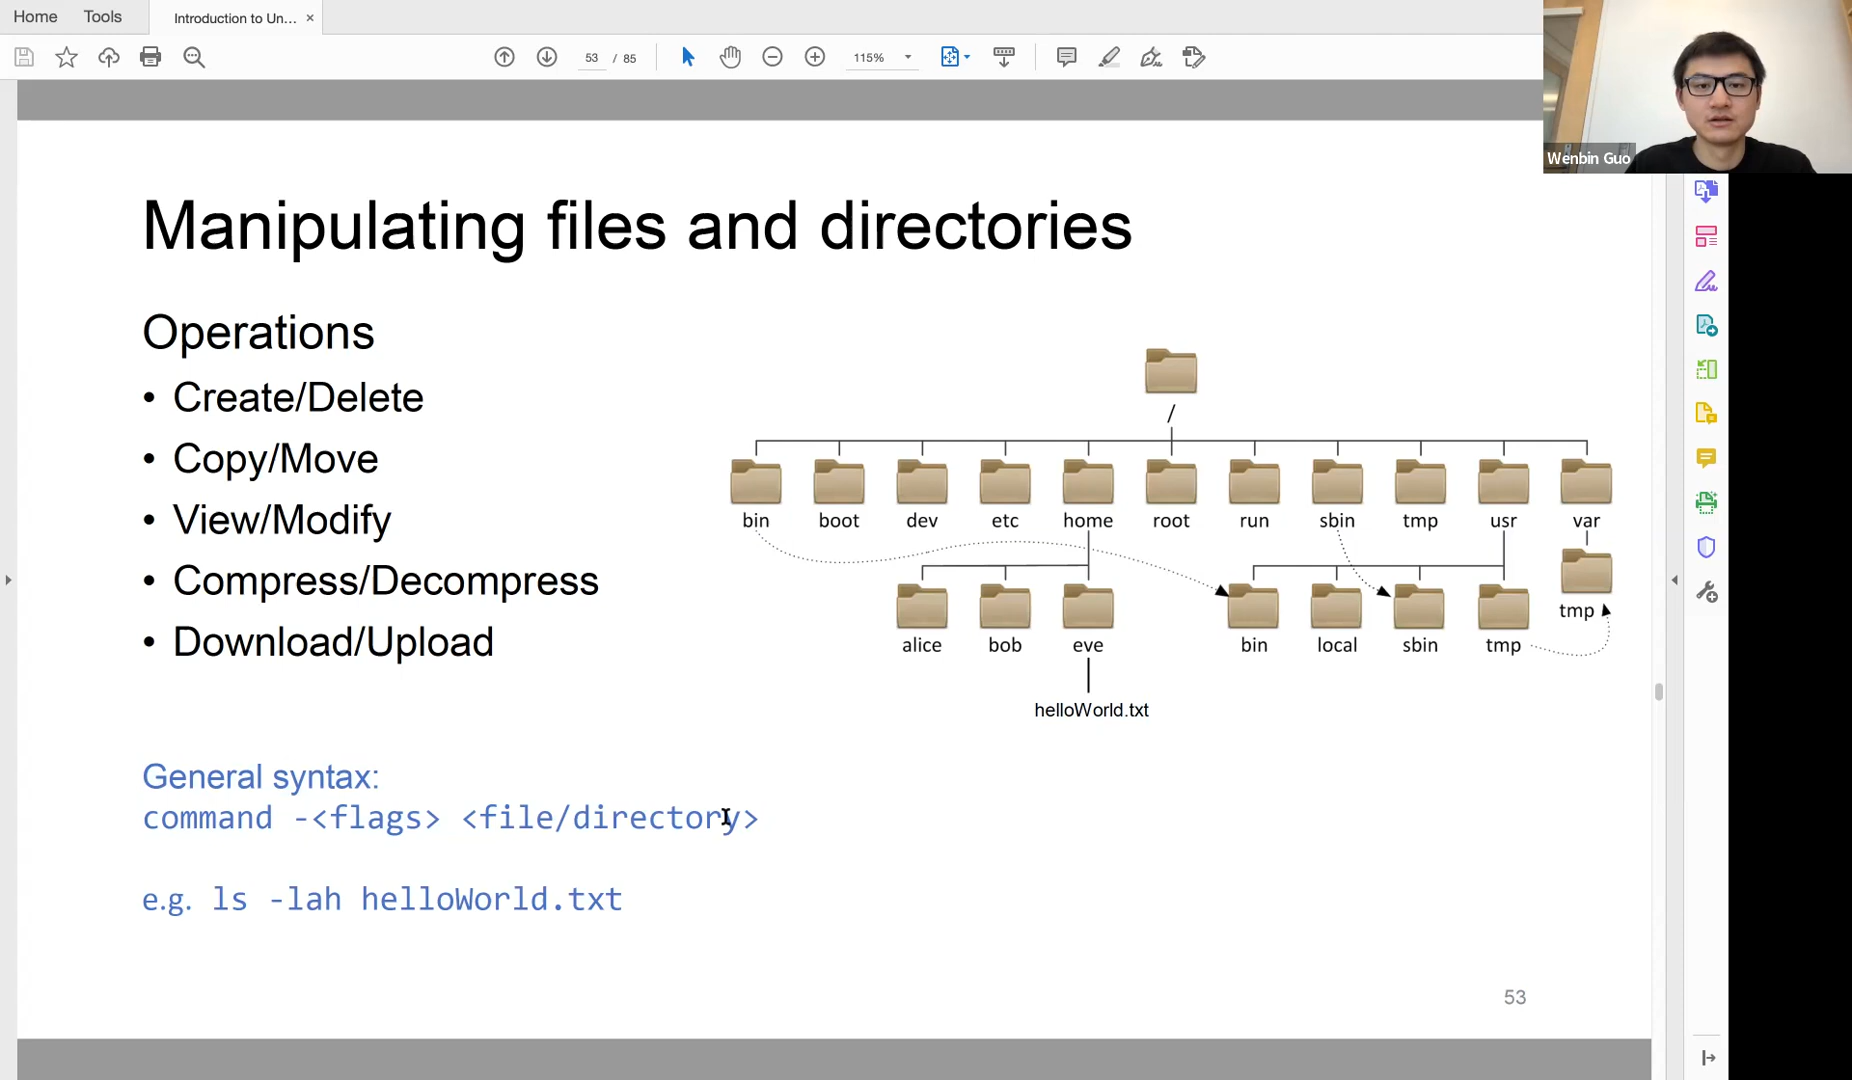 Home Tools Introduction to Un... ×
53 / 85 115%
Wenbin Guo
Manipulating files and directories
Operations
• Create/Delete
• Copy/Move
• View/Modify
• Compress/Decompress
• Download/Upload
/
bin boot dev etc home root run sbin tmp usr var
tmp
alice bob eve bin local sbin tmp
helloWorld.txt
General syntax:
command -<flags> <file/directory>
e.g. ls -lah helloWorld.txt
53